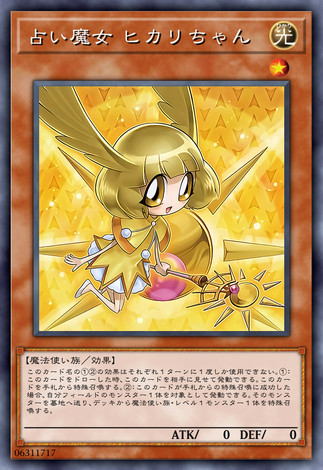 占い魔女 ヒカリちゃん
光
【魔法使い族／効果】
このカード名の①②の効果はそれぞれ１ターンに１度しか使用できない。①：
このカードをドローした時、このカードを相手に見せて発動できる。このカー
ドを手札から特殊召喚する。②：このカードが手札からの特殊召喚に成功した
場合、自分フィールドのモンスター１体を対象として発動できる。そのモンス
ターを墓地へ送り、デッキから魔法使い族・レベル１モンスター１体を特殊召
喚する。
ATK/ 0 DEF/ 0
06311717